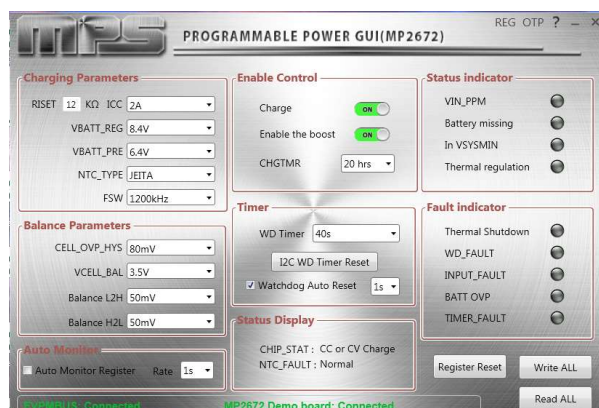 mps
PROGRAMMABLE POWER GUI(MP2672)
REG OTP ? – ×
Charging Parameters
RISET 12 KΩ ICC 2A
VBATT_REG 8.4V
VBATT_PRE 6.4V
NTC_TYPE JEITA
FSW 1200kHz
Balance Parameters
CELL_OVP_HYS 80mV
VCELL_BAL 3.5V
Balance L2H 50mV
Balance H2L 50mV
Auto Monitor
Auto Monitor Register Rate 1s
Enable Control
Charge ON
Enable the boost ON
CHGTMR 20 hrs
Timer
WD Timer 40s
I2C WD Timer Reset
Watchdog Auto Reset 1s
Status Display
CHIP_STAT : CC or CV Charge
NTC_FAULT : Normal
Status indicator
VIN_PPM
Battery missing
In VSYSMIN
Thermal regulation
Fault indicator
Thermal Shutdown
WD_FAULT
INPUT_FAULT
BATT OVP
TIMER_FAULT
Register Reset
Write ALL
Read ALL
EVPMBUS: Connected
MP2672 Demo board: Connected